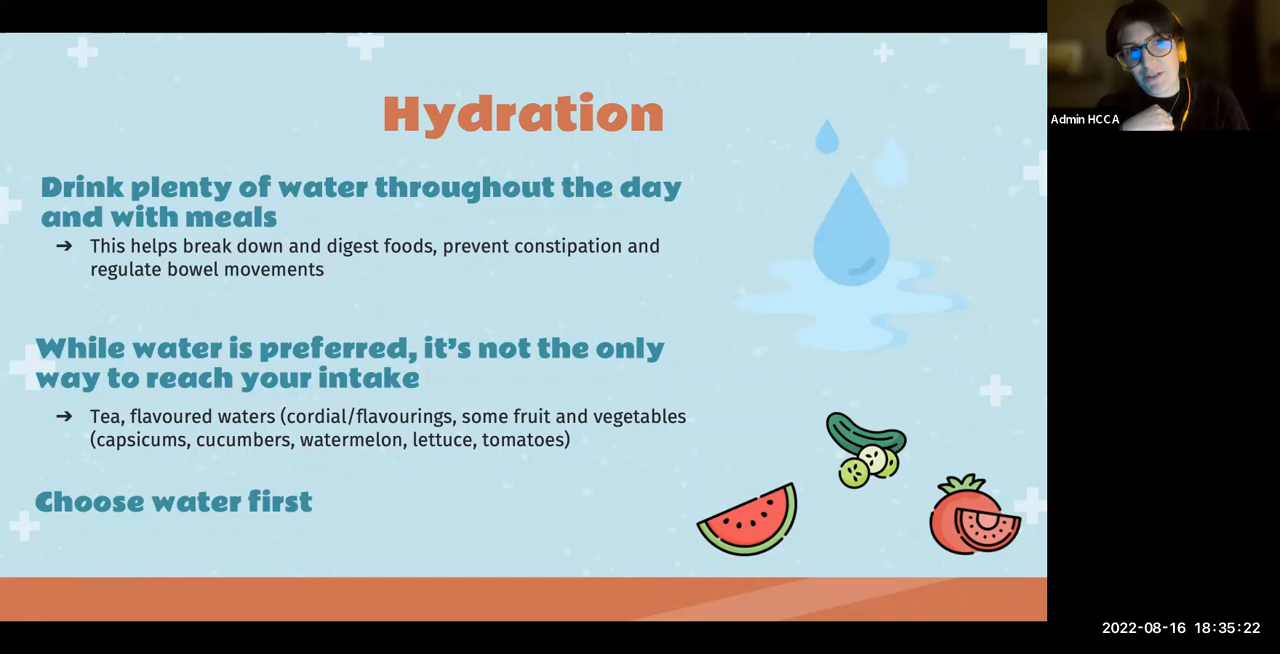 Hydration
Drink plenty of water throughout the day
and with meals
➔ This helps break down and digest foods, prevent constipation and
regulate bowel movements
While water is preferred, it's not the only
way to reach your intake
➔ Tea, flavoured waters (cordial/flavourings, some fruit and vegetables
(capsicums, cucumbers, watermelon, lettuce, tomatoes)
Choose water first
Admin HCCA
2022-08-16 18:35:22